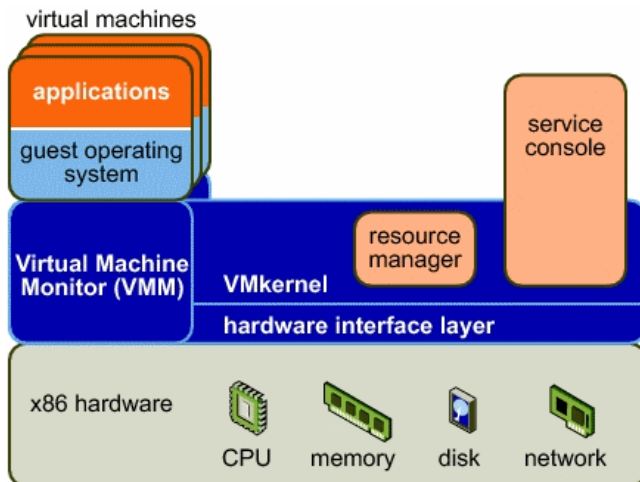 virtual machines
applications
guest operating
system
service
console
resource
manager
Virtual Machine
Monitor (VMM)
VMkernel
hardware interface layer
x86 hardware
CPU
memory
disk
network